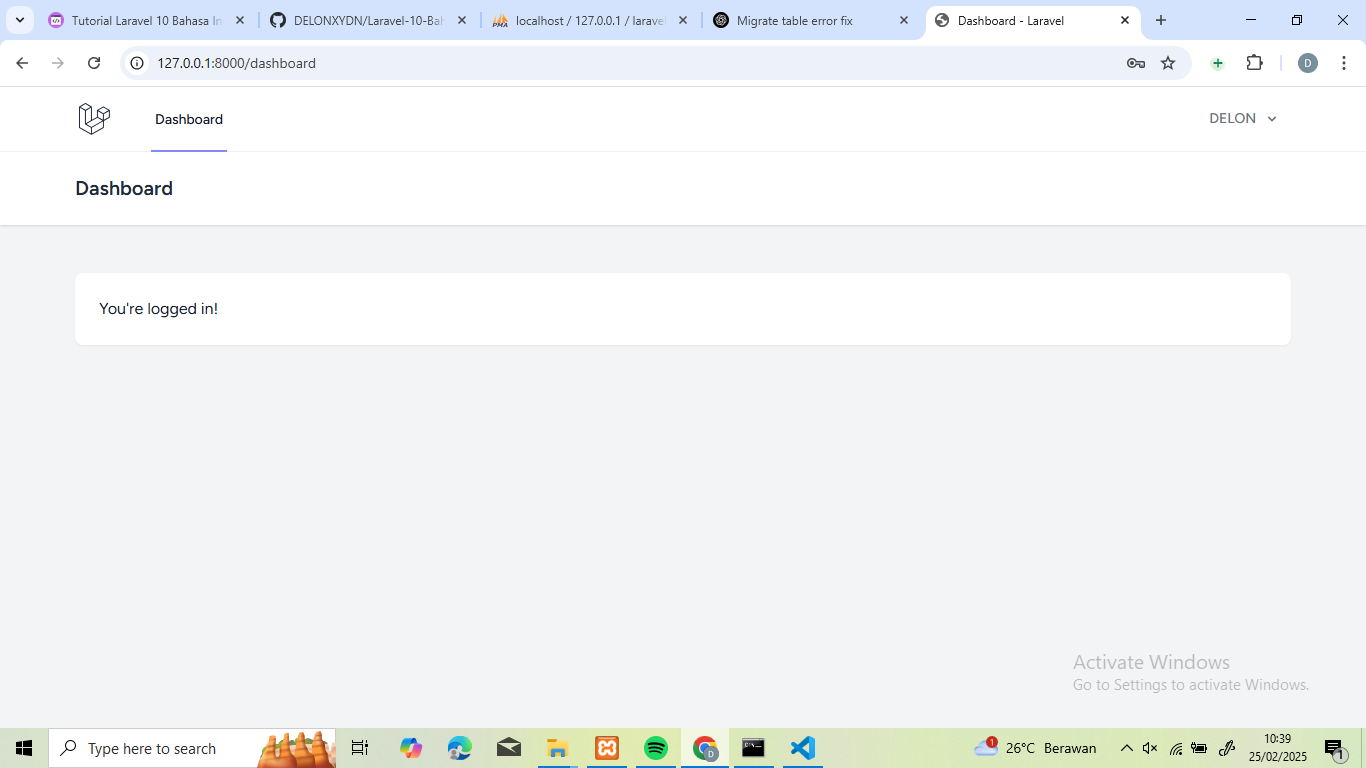 Tutorial Laravel 10 Bahasa In
DELONXYDN/Laravel-10-Bah
localhost / 127.0.0.1 / laravel
Migrate table error fix
Dashboard - Laravel
127.0.0.1:8000/dashboard
D
Dashboard
DELON
Dashboard
You're logged in!
Activate Windows
Go to Settings to activate Windows.
Type here to search
1
26°C Berawan
10:39
25/02/2025
1